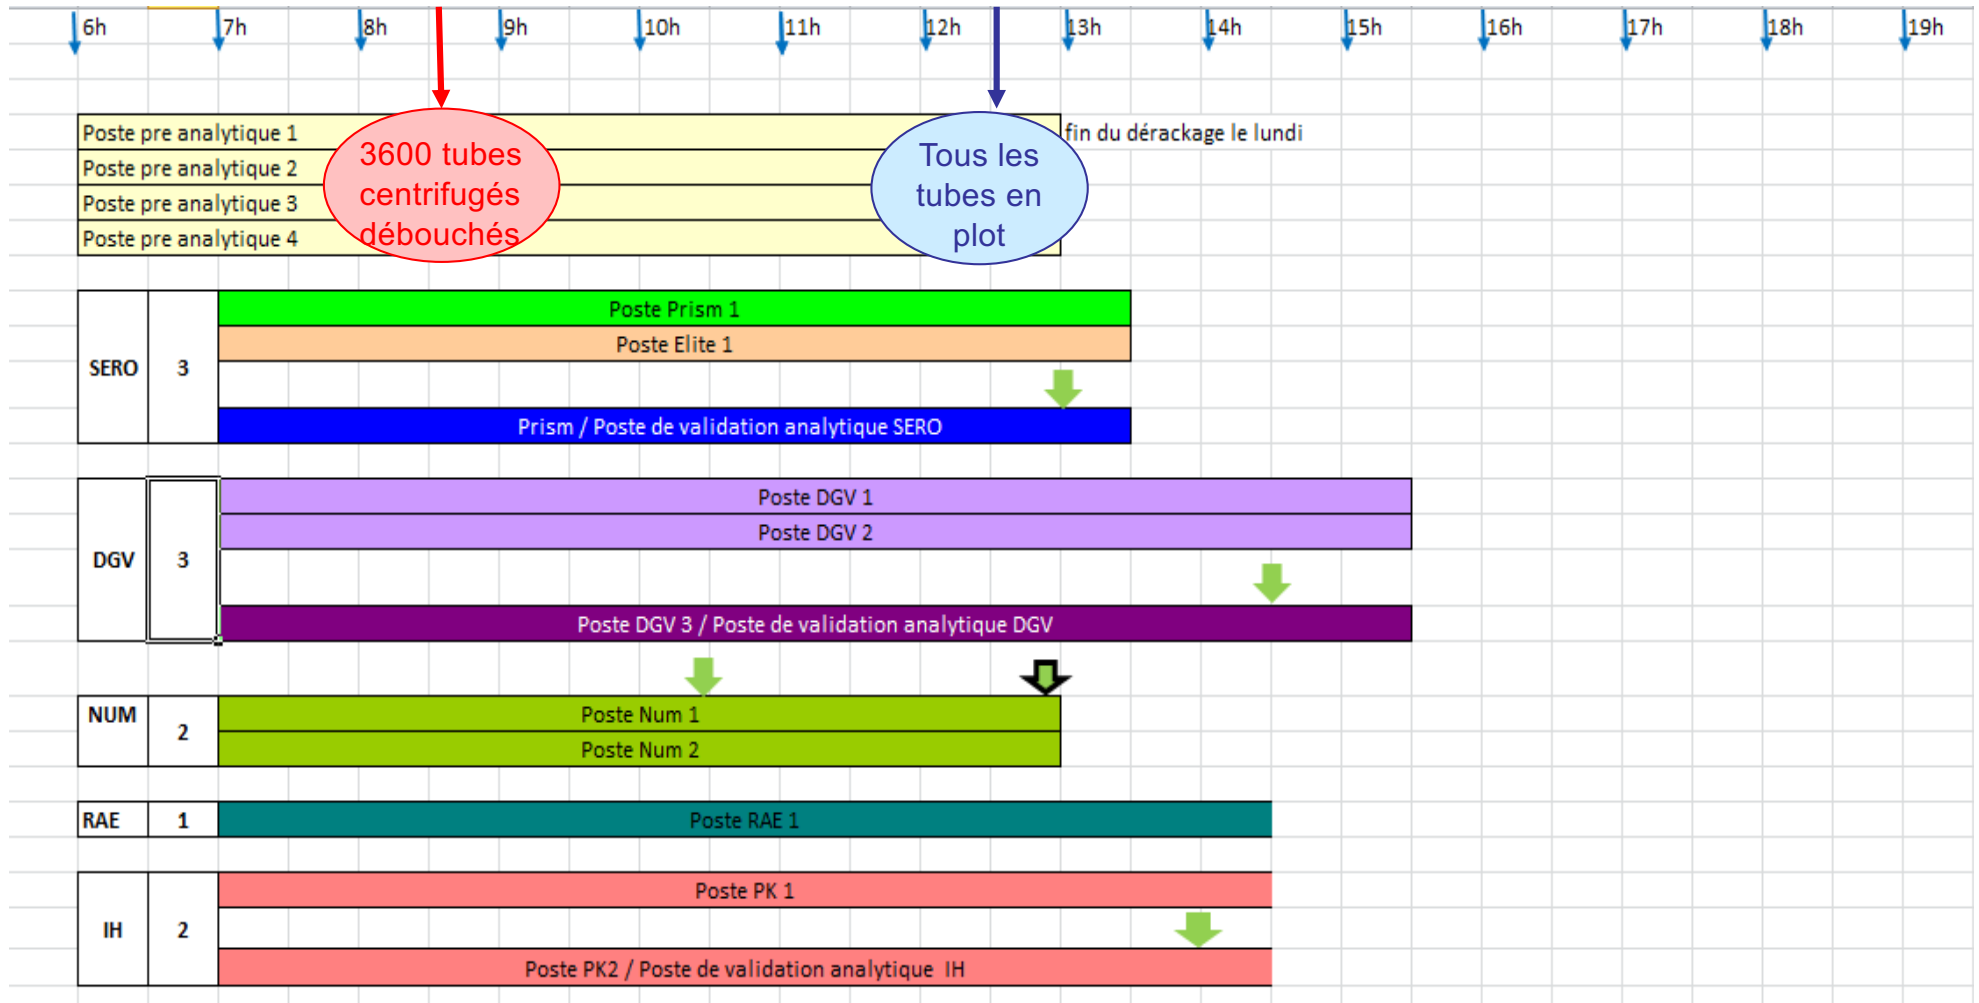 6h 7h 8h 9h 10h 11h 12h 13h 14h 15h 16h 17h 18h 19h
Poste pre analytique 1
fin du dérackage le lundi
Poste pre analytique 2
Poste pre analytique 3
Poste pre analytique 4
3600 tubes
centrifugés
débouchés
Tous les
tubes en
plot
SERO 3
Poste Prism 1
Poste Elite 1
Prism / Poste de validation analytique SERO
DGV 3
Poste DGV 1
Poste DGV 2
Poste DGV 3 / Poste de validation analytique DGV
NUM 2
Poste Num 1
Poste Num 2
RAE 1
Poste RAE 1
IH 2
Poste PK 1
Poste PK2 / Poste de validation analytique IH